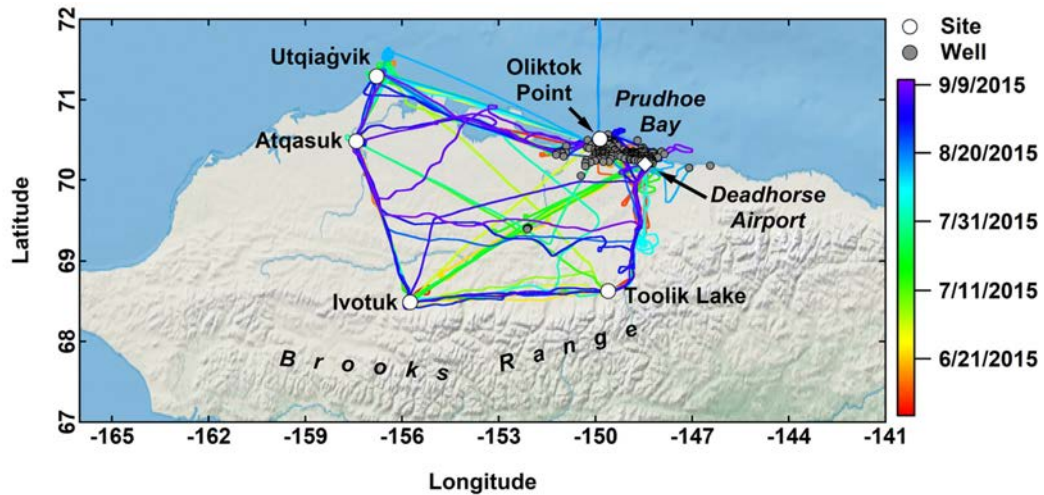 72
71
70
69
68
67
Latitude
Utqiaġvik
Atqasuk
Ivotuk
Oliktok
Point
Prudhoe
Bay
Deadhorse
Airport
Toolik Lake
Brooks Range
-165
-162
-159
-156
-153
-150
-147
-144
-141
Longitude
Site
Well
9/9/2015
8/20/2015
7/31/2015
7/11/2015
6/21/2015